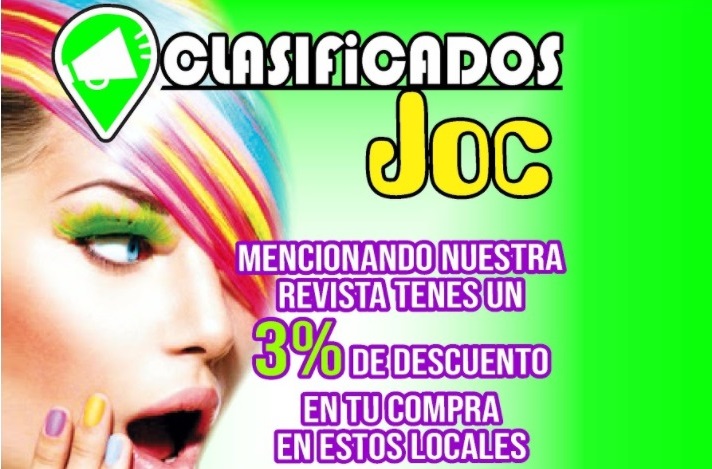 CLASIFiCADOS
Joc
MENCIONANDO NUESTRA
REVISTA TENES UN
3% DE DESCUENTO
EN TU COMPRA
EN ESTOS LOCALES